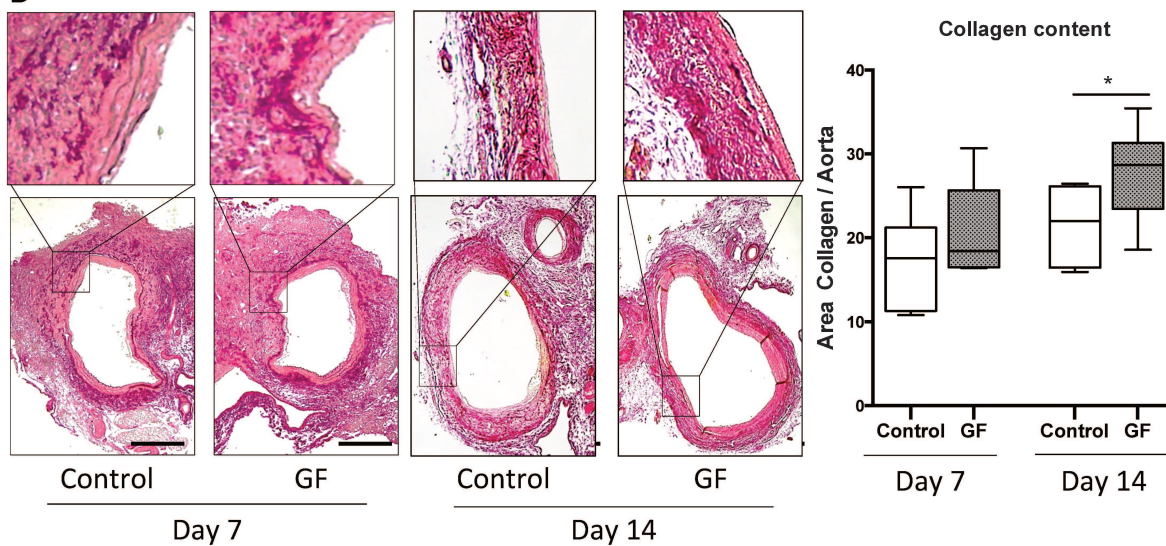 Control
GF
Control
GF
Day 7
Day 14
Collagen content
Area Collagen / Aorta
40
30
20
10
0
*
Control GF
Control GF
Day 7
Day 14